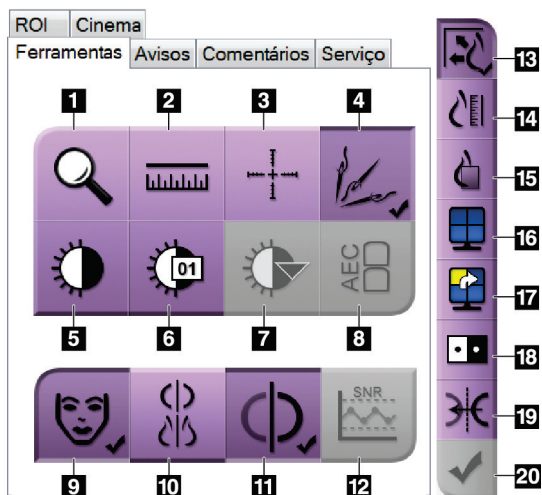 ROI Cinema
Ferramentas Avisos Comentários Serviço
1 2 3 4
13
14
15
01
AEC
16
5 6 7 8
17
18
SNR
19
9 10 11 12
20